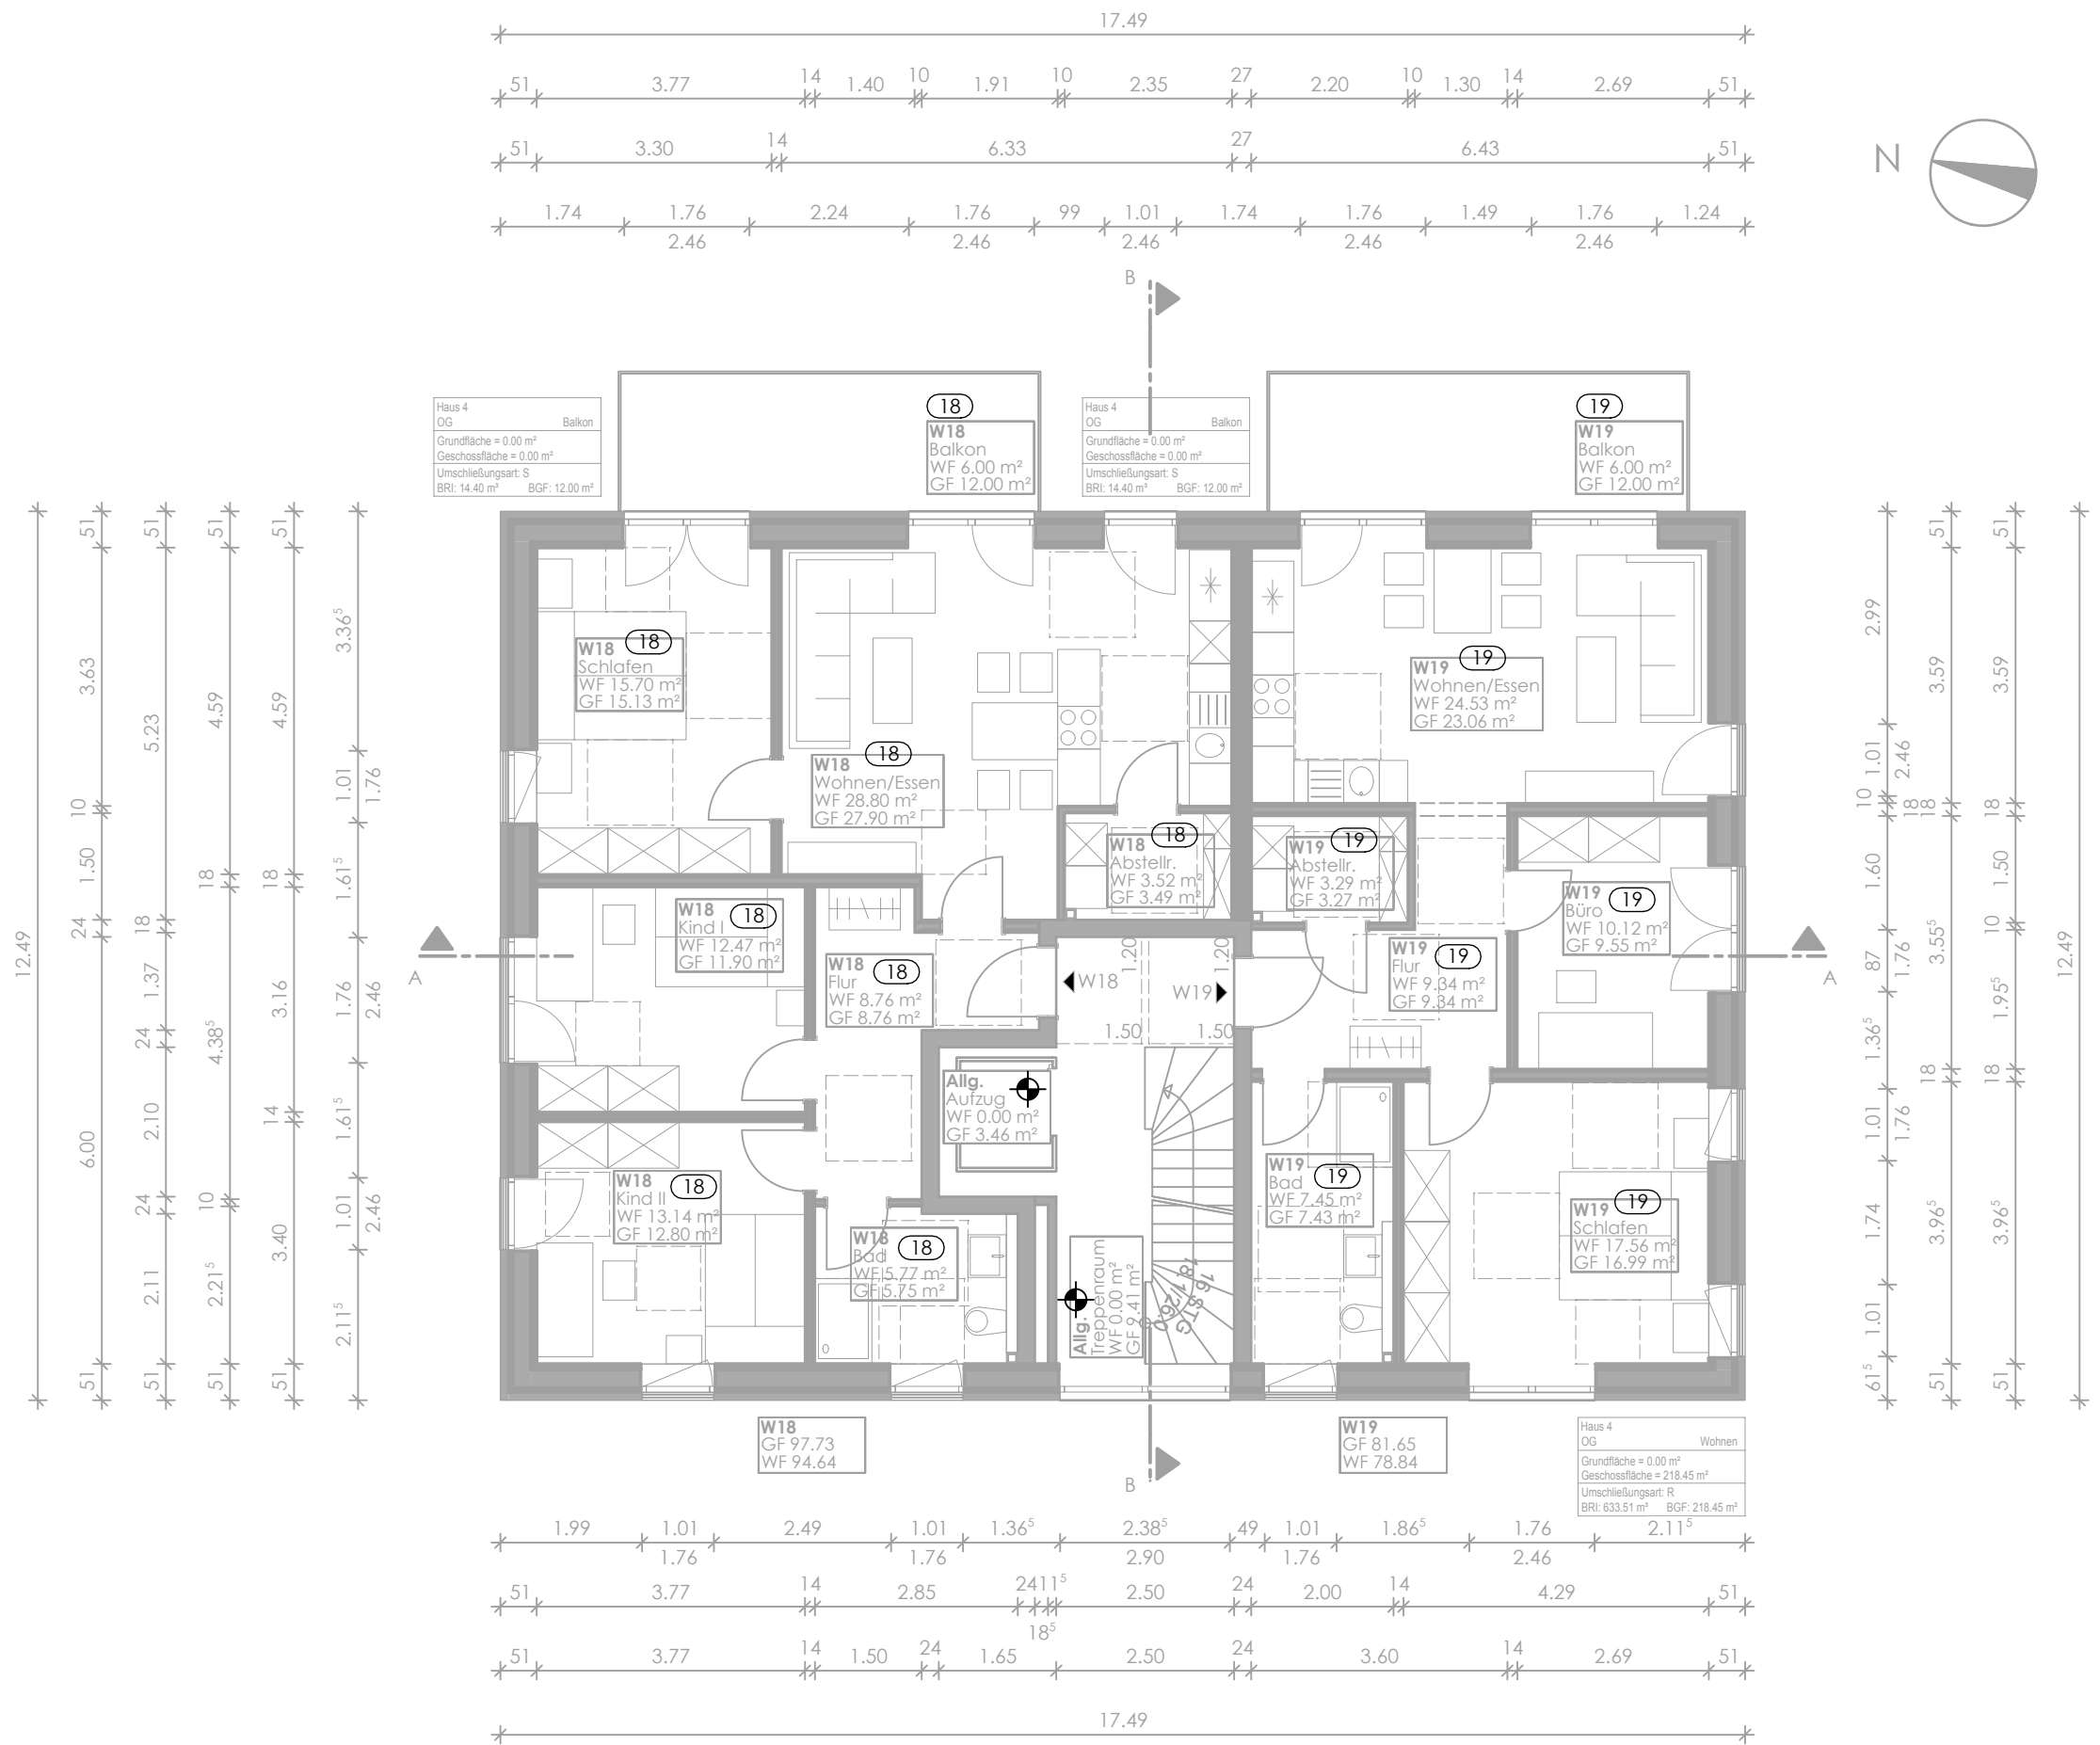 17.49
51 3.77 14 1.40 10 1.91 10 2.35 27 2.20 10 1.30 14 2.69 51
51 3.30 14 6.33 27 6.43 51
1.74 1.76 2.24 1.76 99 1.01 1.74 1.76 1.49 1.76 1.24
2.46 2.46 2.46 2.46 2.46
N
B
Haus 4
OG Balkon
Grundfläche = 0.00 m²
Geschossfläche = 0.00 m²
Umschließungsart: S
BRI: 14.40 m³ BGF: 12.00 m²
18
W18
Balkon
WF 6.00 m²
GF 12.00 m²
Haus 4
OG Balkon
Grundfläche = 0.00 m²
Geschossfläche = 0.00 m²
Umschließungsart: S
BRI: 14.40 m³ BGF: 12.00 m²
19
W19
Balkon
WF 6.00 m²
GF 12.00 m²
12.49
51 3.63 10 1.50 24 6.00 51
51 5.23 18 1.37 24 2.10 24 2.11 51
51 4.59 18 4.38⁵ 10 2.21⁵ 51
51 4.59 18 3.16 14 3.40 51
3.36⁵ 1.01 1.61⁵ 1.76 1.61⁵ 1.01 2.11⁵
1.76 2.46 2.46
18
W18
Schlafen
WF 15.70 m²
GF 15.13 m²
18
W18
Wohnen/Essen
WF 28.80 m²
GF 27.90 m²
19
W19
Wohnen/Essen
WF 24.53 m²
GF 23.06 m²
18
W18
Abstellr.
WF 3.52 m²
GF 3.49 m²
19
W19
Abstellr.
WF 3.29 m²
GF 3.27 m²
18
W18
Kind I
WF 12.47 m²
GF 11.90 m²
19
W19
Büro
WF 10.12 m²
GF 9.55 m²
18
W18
Flur
WF 8.76 m²
GF 8.76 m²
19
W19
Flur
WF 9.34 m²
GF 9.34 m²
A
A
1.20
1.20
W18
W19
1.50
1.50
Allg.
Aufzug
WF 0.00 m²
GF 3.46 m²
18
W18
Kind II
WF 13.14 m²
GF 12.80 m²
18
W18
Bad
WF 5.77 m²
GF 5.75 m²
Allg.
Treppenraum
WF 0.00 m²
GF 9.41 m²
16 STG
18.1/26.0
19
W19
Bad
WF 7.45 m²
GF 7.43 m²
19
W19
Schlafen
WF 17.56 m²
GF 16.99 m²
2.99 1.01 10 1.60 87 1.36⁵ 1.01 1.74 1.01 61⁵
2.46 18 1.76 1.76
51 3.59 18 3.55⁵ 18 3.96⁵ 51
51 3.59 18 1.50 10 1.95⁵ 18 3.96⁵ 51
12.49
W18
GF 97.73
WF 94.64
W19
GF 81.65
WF 78.84
B
Haus 4
OG Wohnen
Grundfläche = 0.00 m²
Geschossfläche = 218.45 m²
Umschließungsart: R
BRI: 633.51 m³ BGF: 218.45 m²
1.99 1.01 2.49 1.01 1.36⁵ 2.38⁵ 49 1.01 1.86⁵ 1.76 2.11⁵
1.76 1.76 2.90 1.76 2.46
51 3.77 14 2.85 24 11⁵ 2.50 24 2.00 14 4.29 51
18⁵
51 3.77 14 1.50 24 1.65 2.50 24 3.60 14 2.69 51
17.49